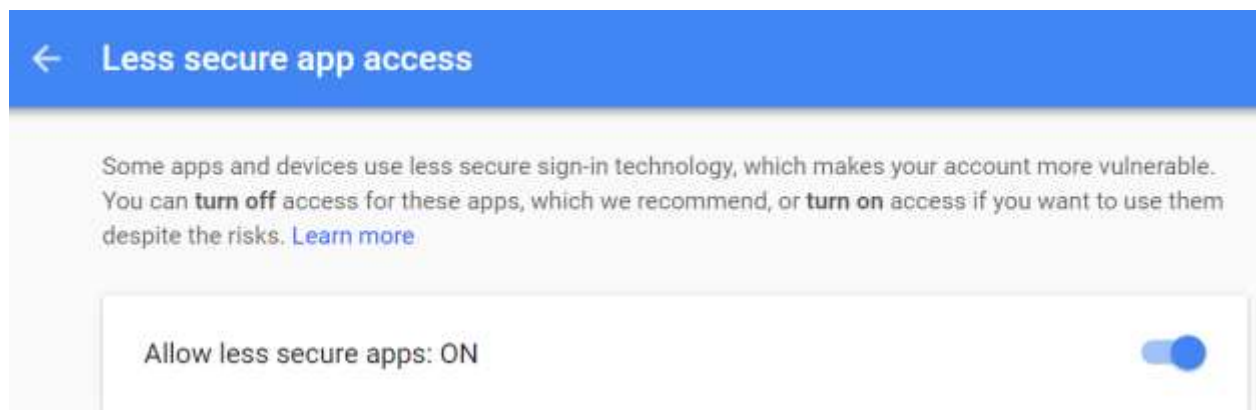 Less secure app access
Some apps and devices use less secure sign-in technology, which makes your account more vulnerable.
You can turn off access for these apps, which we recommend, or turn on access if you want to use them
despite the risks. Learn more
Allow less secure apps: ON